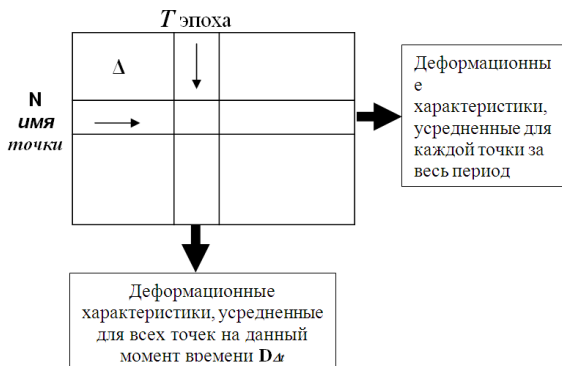 T эпоха
Δ
N
имя
точки
Деформационны
е
характеристики,
усредненные для
каждой точки за
весь период
Деформационные
характеристики, усредненные
для всех точек на данный
момент времени DΔt